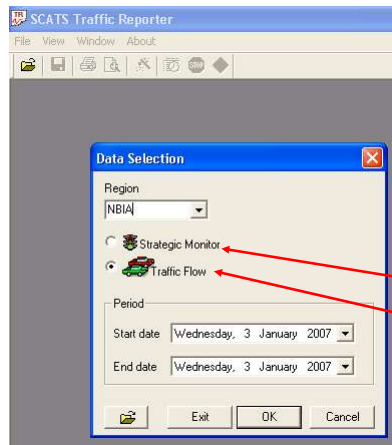 SCATS Traffic Reporter
File View Window About
STOP
Data Selection
Region
NBIA
Strategic Monitor
Traffic Flow
Period
Start date Wednesday, 3 January 2007
End date Wednesday, 3 January 2007
Exit OK Cancel